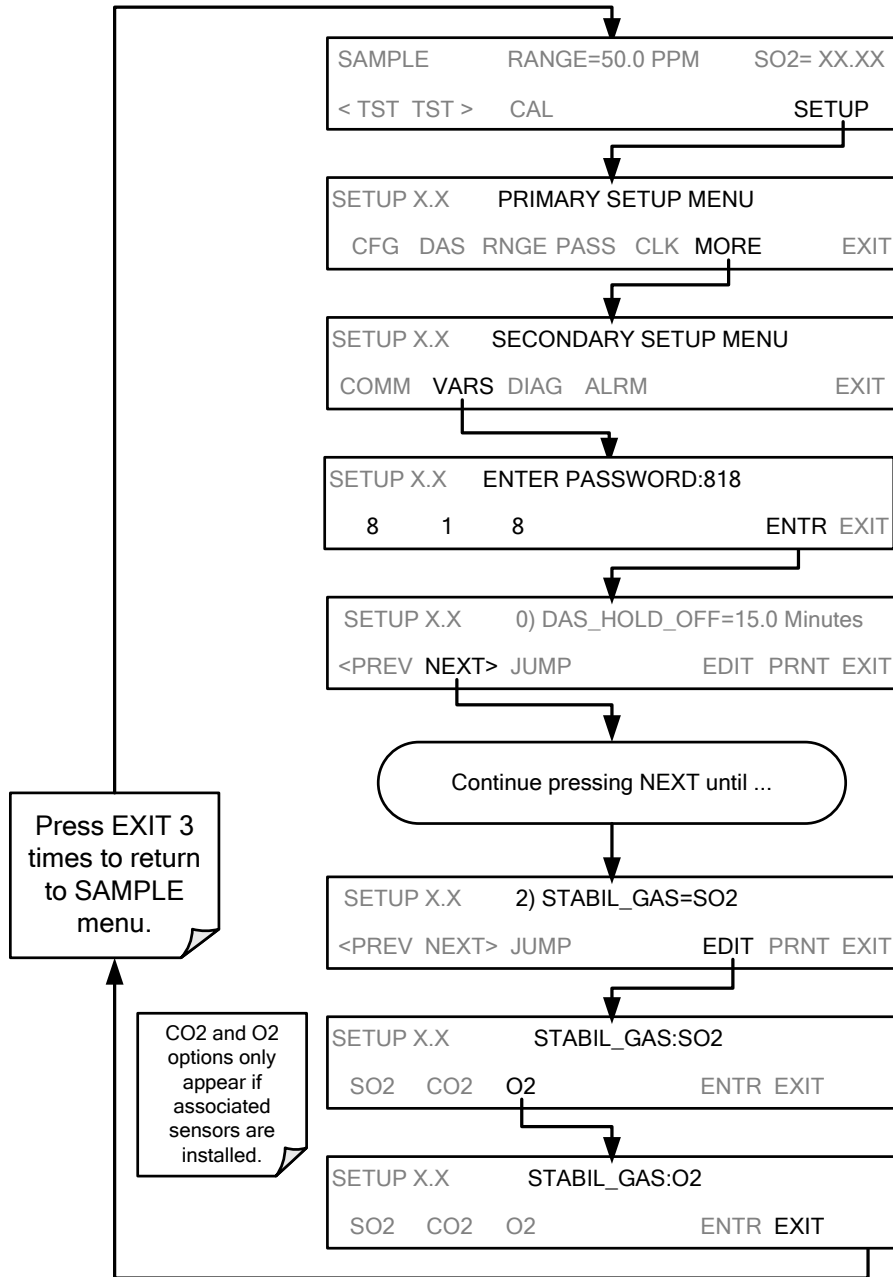 SAMPLE RANGE=50.0 PPM SO2= XX.XX
< TST TST > CAL SETUP
SETUP X.X PRIMARY SETUP MENU
CFG DAS RNGE PASS CLK MORE EXIT
SETUP X.X SECONDARY SETUP MENU
COMM VARS DIAG ALRM EXIT
SETUP X.X ENTER PASSWORD:818
8 1 8 ENTR EXIT
SETUP X.X 0) DAS_HOLD_OFF=15.0 Minutes
<PREV NEXT> JUMP EDIT PRNT EXIT
Continue pressing NEXT until ...
SETUP X.X 2) STABIL_GAS=SO2
<PREV NEXT> JUMP EDIT PRNT EXIT
SETUP X.X STABIL_GAS:SO2
SO2 CO2 O2 ENTR EXIT
SETUP X.X STABIL_GAS:O2
SO2 CO2 O2 ENTR EXIT
CO2 and O2
options only
appear if
associated
sensors are
installed.
Press EXIT 3
times to return
to SAMPLE
menu.